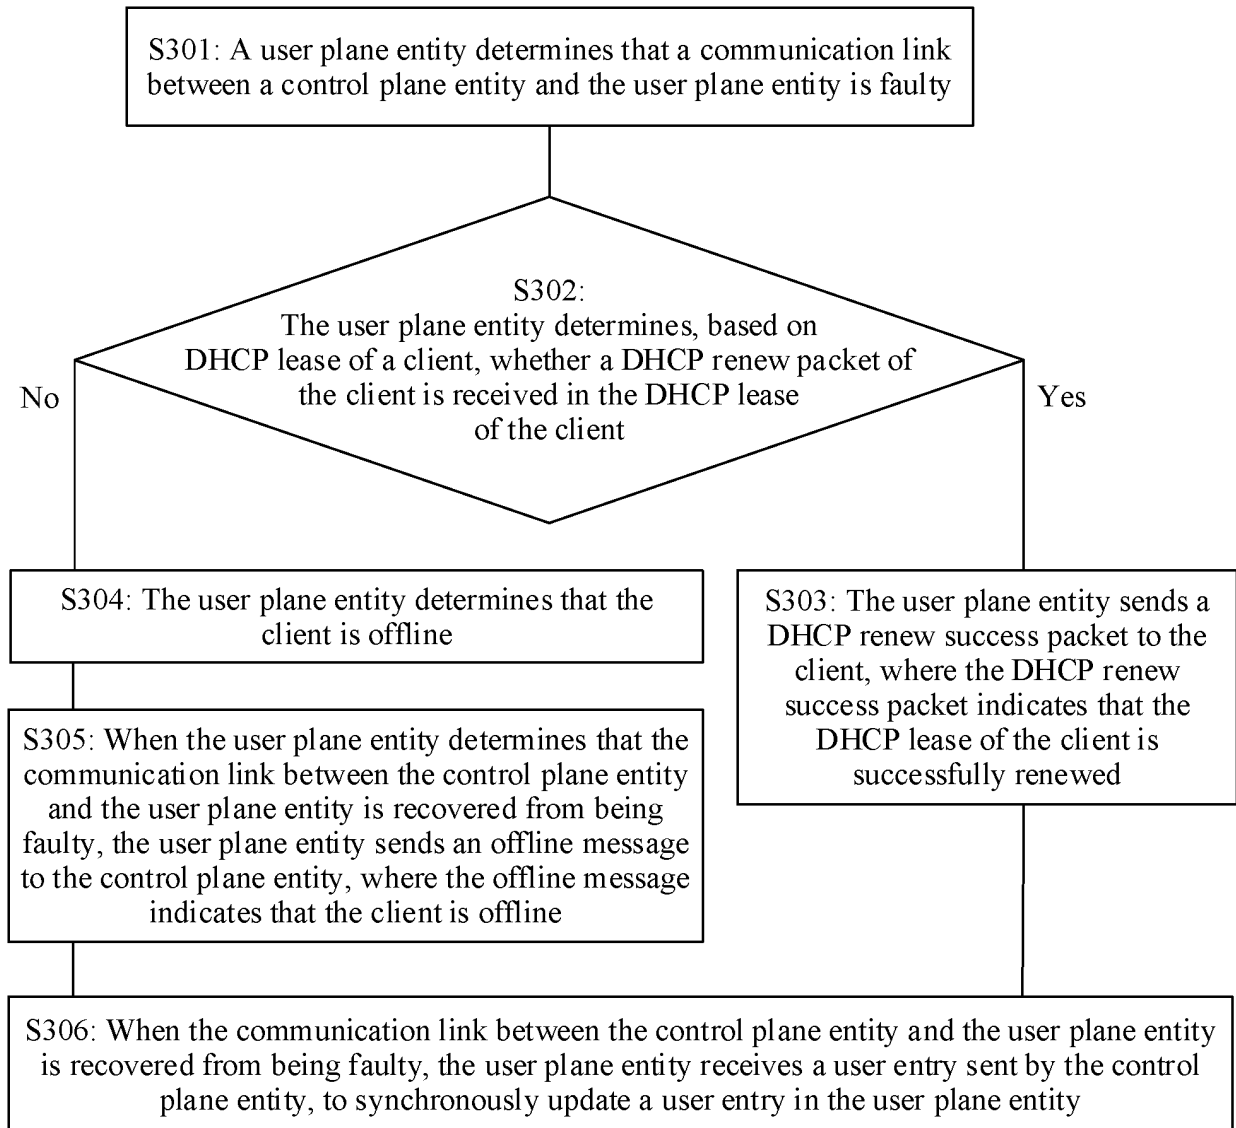 S301: A user plane entity determines that a communication link
between a control plane entity and the user plane entity is faulty
S302:
The user plane entity determines, based on
DHCP lease of a client, whether a DHCP renew packet of
the client is received in the DHCP lease
of the client
No
Yes
S304: The user plane entity determines that the
client is offline
S303: The user plane entity sends a
DHCP renew success packet to the
client, where the DHCP renew
success packet indicates that the
DHCP lease of the client is
successfully renewed
S305: When the user plane entity determines that the
communication link between the control plane entity
and the user plane entity is recovered from being
faulty, the user plane entity sends an offline message
to the control plane entity, where the offline message
indicates that the client is offline
S306: When the communication link between the control plane entity and the user plane entity
is recovered from being faulty, the user plane entity receives a user entry sent by the control
plane entity, to synchronously update a user entry in the user plane entity